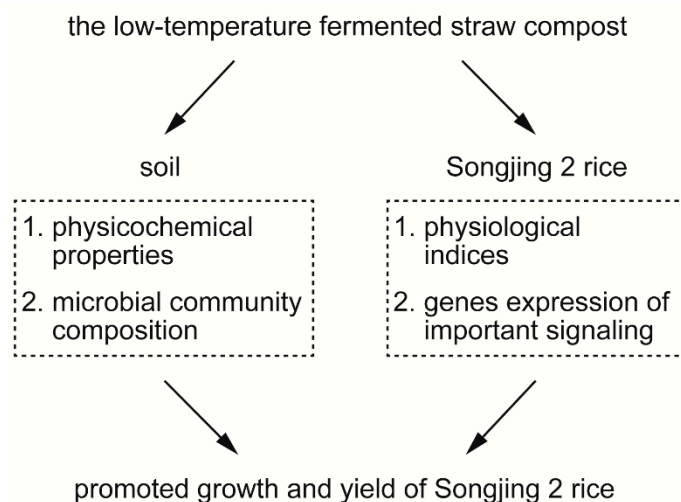 the low-temperature fermented straw compost
soil
Songjing 2 rice
1. physicochemical
properties
2. microbial community
composition
1. physiological
indices
2. genes expression of
important signaling
promoted growth and yield of Songjing 2 rice